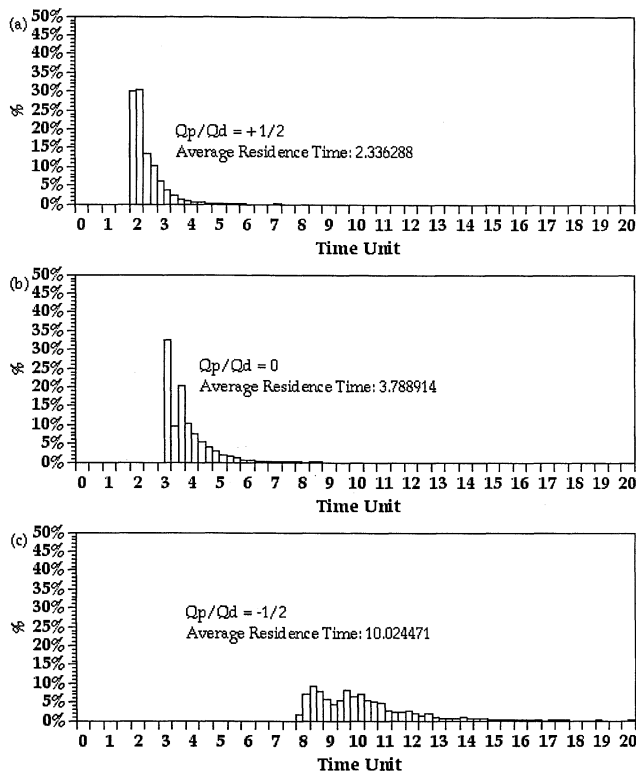 (a) 50%
45%
40%
35%
30%
% 25%
20%
15%
10%
5%
0%
Qp/Qd = +1/2
Average Residence Time: 2.336288
0 1 2 3 4 5 6 7 8 9 10 11 12 13 14 15 16 17 18 19 20
Time Unit
(b) 50%
45%
40%
35%
30%
% 25%
20%
15%
10%
5%
0%
Qp/Qd = 0
Average Residence Time: 3.788914
0 1 2 3 4 5 6 7 8 9 10 11 12 13 14 15 16 17 18 19 20
Time Unit
(c) 50%
45%
40%
35%
30%
% 25%
20%
15%
10%
5%
0%
Qp/Qd = -1/2
Average Residence Time: 10.024471
0 1 2 3 4 5 6 7 8 9 10 11 12 13 14 15 16 17 18 19 20
Time Unit